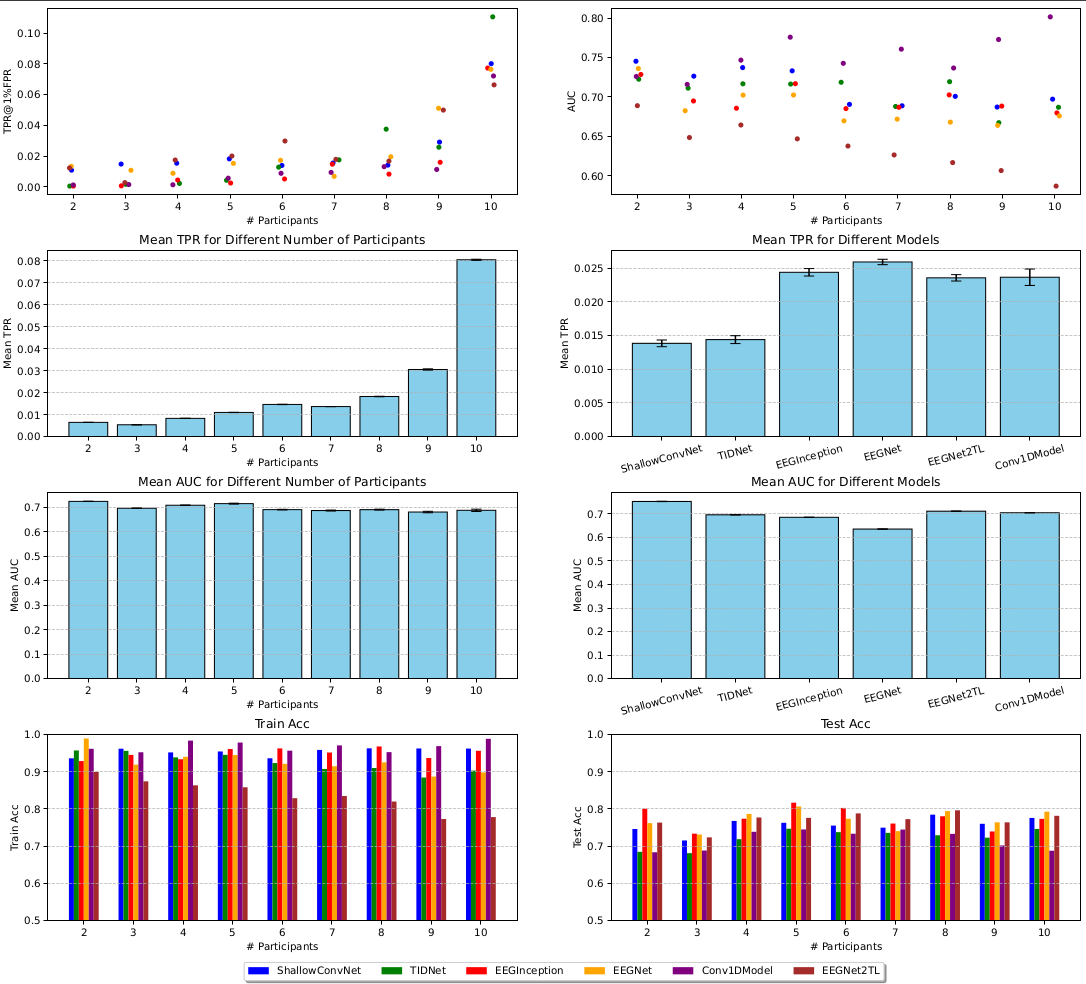 TPR@1%FPR
0.10
0.08
0.06
0.04
0.02
0.00
2 3 4 5 6 7 8 9 10
# Participants
AUC
0.80
0.75
0.70
0.65
0.60
2 3 4 5 6 7 8 9 10
# Participants
Mean TPR for Different Number of Participants
Mean TPR
0.08
0.07
0.06
0.05
0.04
0.03
0.02
0.01
0.00
2 3 4 5 6 7 8 9 10
# Participants
Mean TPR for Different Models
Mean TPR
0.025
0.020
0.015
0.010
0.005
0.000
ShallowConvNet TIDNet EEGInception EEGNet EEGNet2TL Conv1DModel
Mean AUC for Different Number of Participants
Mean AUC
0.7
0.6
0.5
0.4
0.3
0.2
0.1
0.0
2 3 4 5 6 7 8 9 10
# Participants
Mean AUC for Different Models
Mean AUC
0.7
0.6
0.5
0.4
0.3
0.2
0.1
0.0
ShallowConvNet TIDNet EEGInception EEGNet EEGNet2TL Conv1DModel
Train Acc
Train Acc
1.0
0.9
0.8
0.7
0.6
0.5
2 3 4 5 6 7 8 9 10
# Participants
Test Acc
Test Acc
1.0
0.9
0.8
0.7
0.6
0.5
2 3 4 5 6 7 8 9 10
# Participants
ShallowConvNet TIDNet EEGInception EEGNet Conv1DModel EEGNet2TL